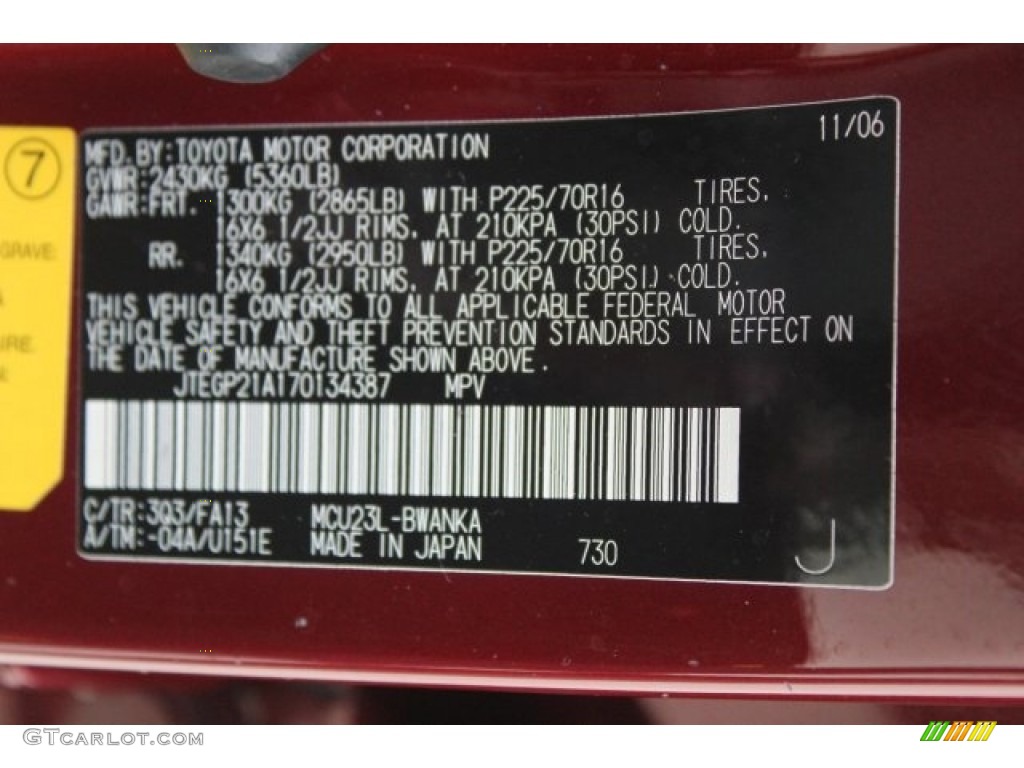 11/06
MFD.BY:TOYOTA MOTOR CORPORATION
GVWR:2430KG (5360LB)
GAWR:FRT. 1300KG (2865LB) WITH P225/70R16 TIRES,
16X6 1/2JJ RIMS, AT 210KPA (30PSI) COLD.
RR. 1340KG (2950LB) WITH P225/70R16 TIRES,
16X6 1/2JJ RIMS, AT 210KPA (30PSI) COLD.
THIS VEHICLE CONFORMS TO ALL APPLICABLE FEDERAL MOTOR
VEHICLE SAFETY AND THEFT PREVENTION STANDARDS IN EFFECT ON
THE DATE OF MANUFACTURE SHOWN ABOVE.
JTEGP21A170134387 MPV
C/TR:3Q3/FA13 MCU23L-BWANKA
A/TM:-04A/U151E MADE IN JAPAN 730 J
7
GRAVE:
GTCarlot.com